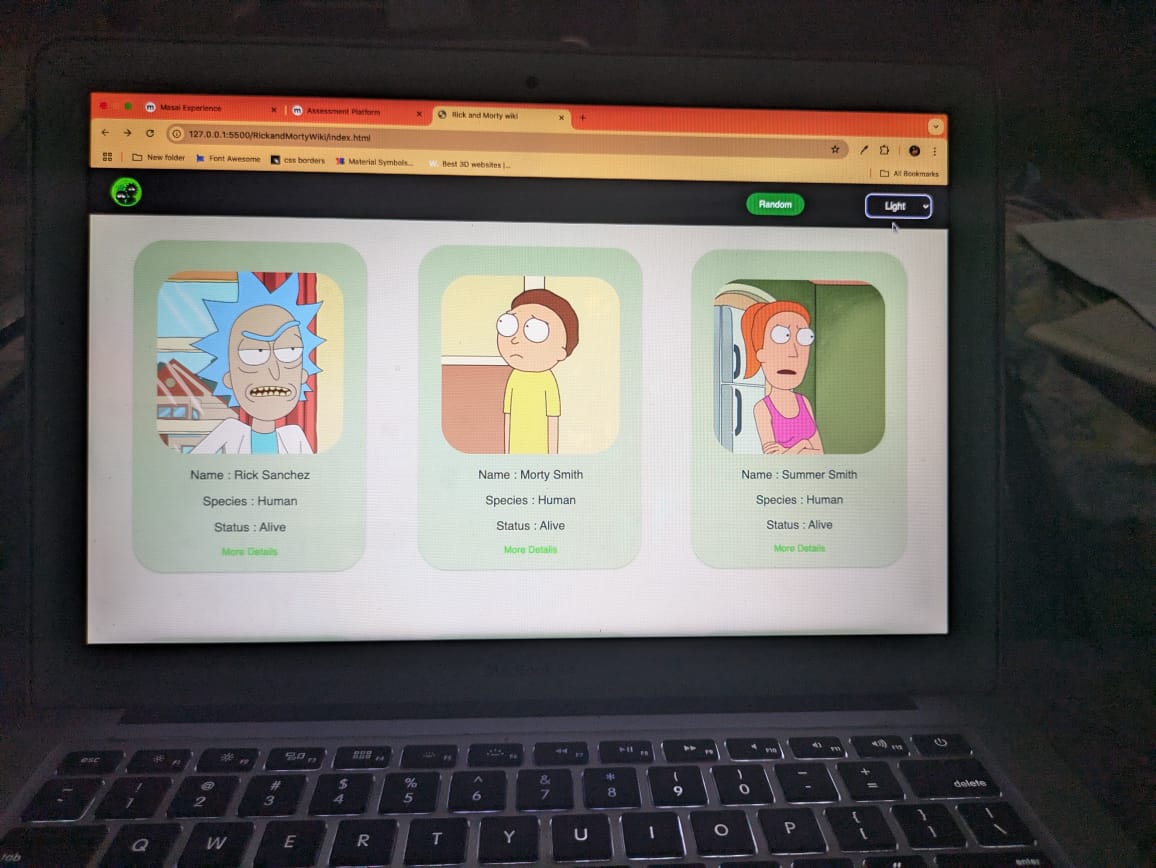 Masai Experience
Assessment Platform
Rick and Morty wiki
127.0.0.1:5500/RickandMortyWiki/index.html
New folder
Font Awesome
css borders
Material Symbols...
Best 3D websites |...
All Bookmarks
Random
Light
Name : Rick Sanchez
Species : Human
Status : Alive
More Details
Name : Morty Smith
Species : Human
Status : Alive
More Details
Name : Summer Smith
Species : Human
Status : Alive
More Details
esc F1 F2 F3 F4 F5 F6 F7 F8 F9 F10 F11 F12
! @ # $ % ^ & * ( ) - +
1 2 3 4 5 6 7 8 9 0 - = delete
tab Q W E R T Y U I O P { [ } ] | \
enter